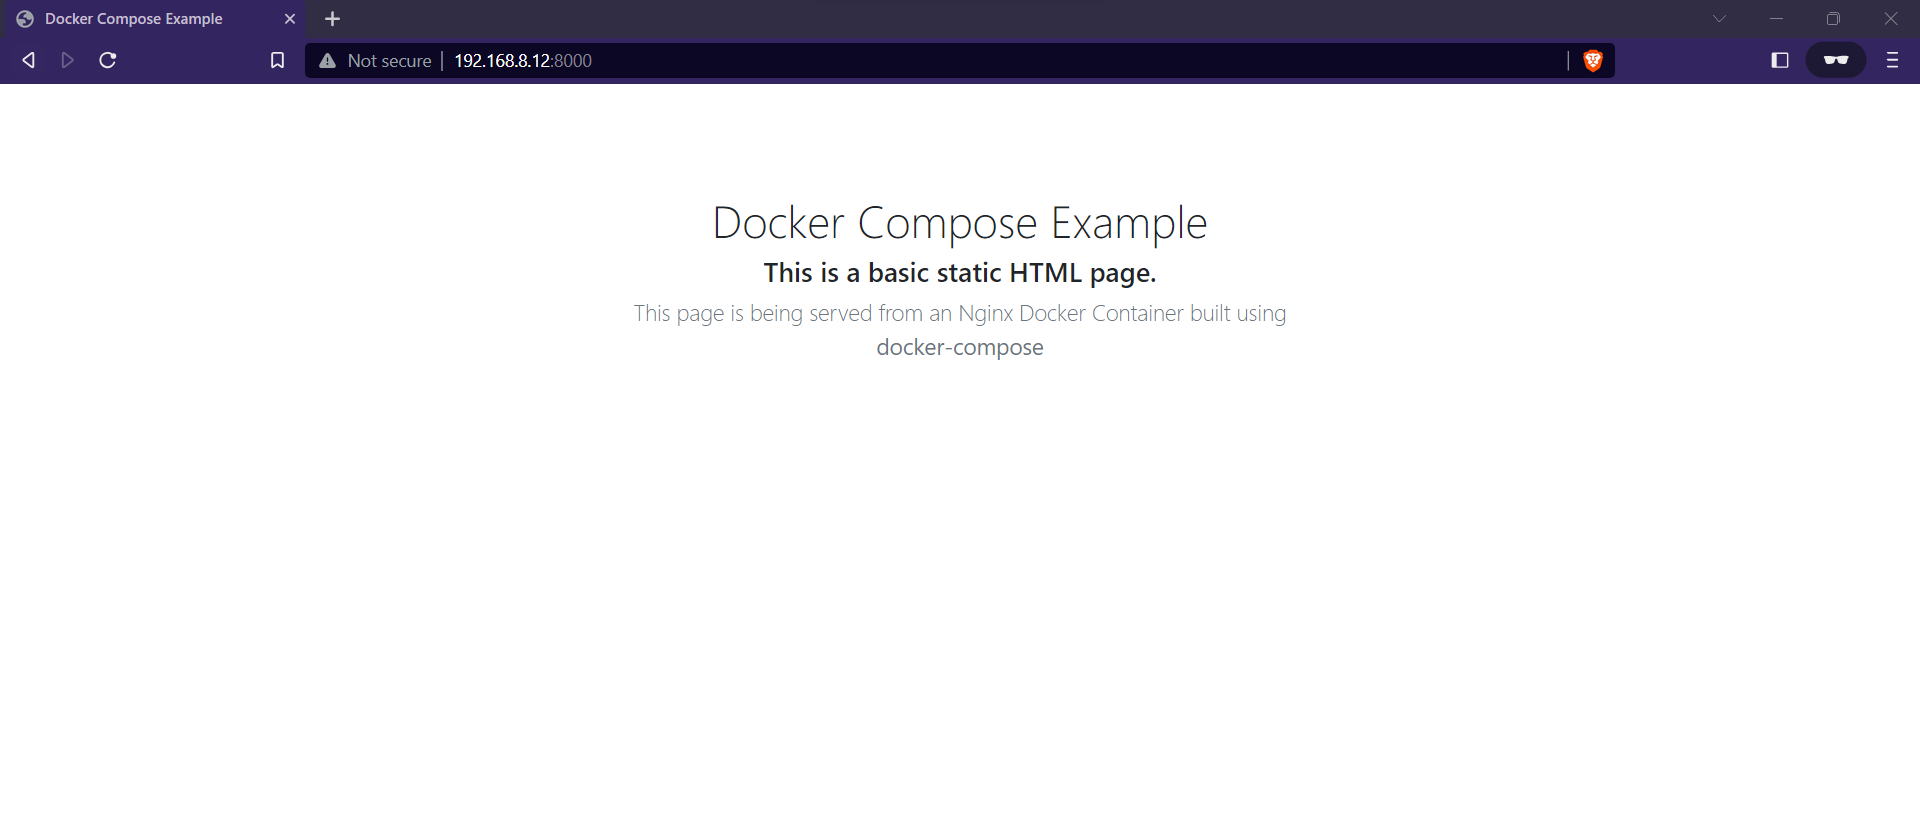 Docker Compose Example
Not secure
192.168.8.12:8000
Docker Compose Example
This is a basic static HTML page.
This page is being served from an Nginx Docker Container built using
docker-compose